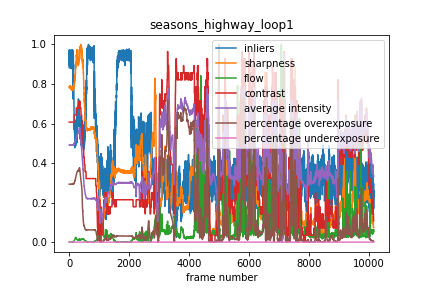 seasons_highway_loop1
1.0
0.8
0.6
0.4
0.2
0.0
inliers
sharpness
flow
contrast
average intensity
percentage overexposure
percentage underexposure
0
2000
4000
6000
8000
10000
frame number